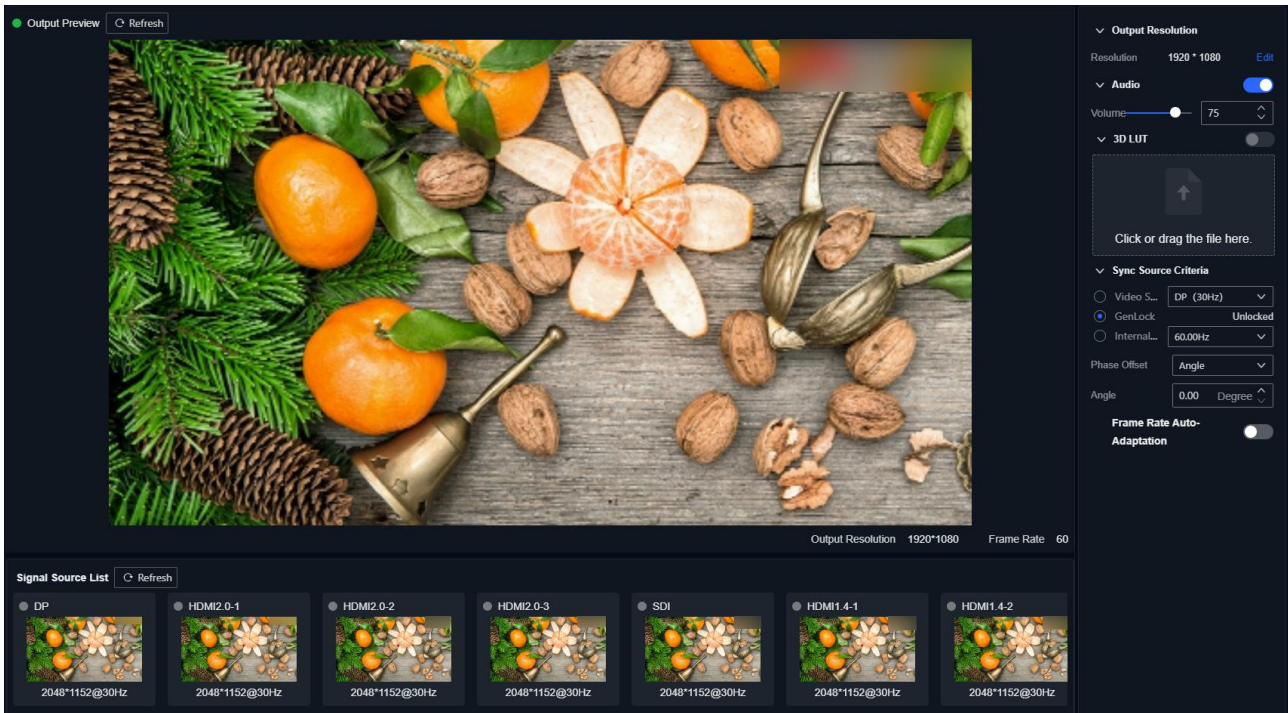 Output Preview Refresh
Output Resolution 1920*1080 Frame Rate 60
Signal Source List Refresh
DP
2048*1152@30Hz
HDMI2.0-1
2048*1152@30Hz
HDMI2.0-2
2048*1152@30Hz
HDMI2.0-3
2048*1152@30Hz
SDI
2048*1152@30Hz
HDMI1.4-1
2048*1152@30Hz
HDMI1.4-2
2048*1152@30Hz
Output Resolution
Resolution 1920 * 1080 Edit
Audio
Volume 75
3D LUT
Click or drag the file here.
Sync Source Criteria
Video S... DP (30Hz)
GenLock Unlocked
Internal... 60.00Hz
Phase Offset Angle
Angle 0.00 Degree
Frame Rate Auto-
Adaptation